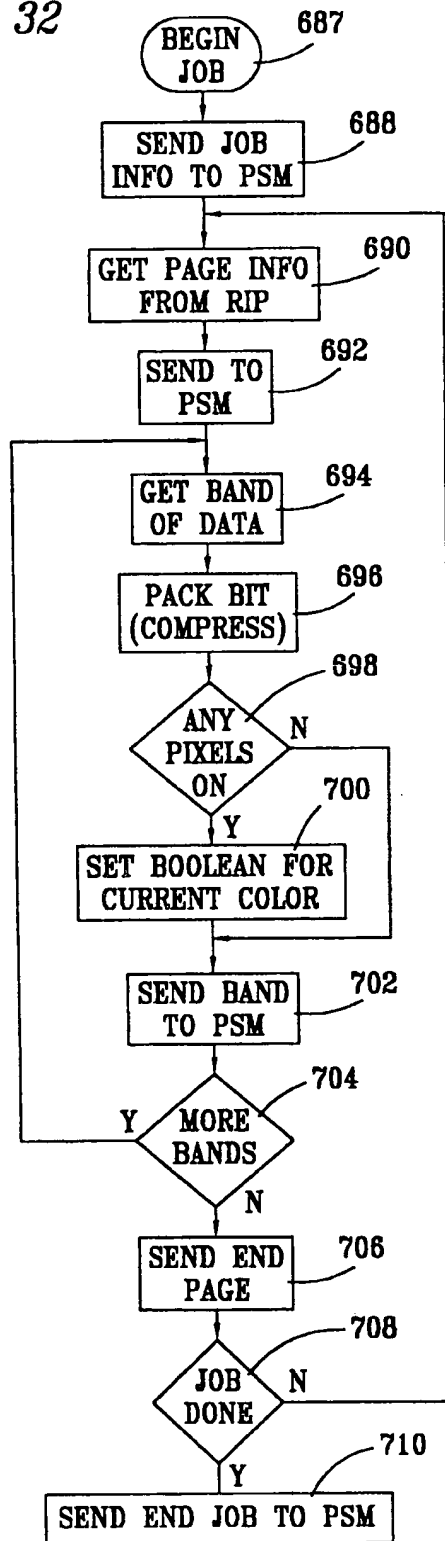 32
BEGIN
JOB
687
SEND JOB
INFO TO PSM
688
GET PAGE INFO
FROM RIP
690
SEND TO
PSM
692
GET BAND
OF DATA
694
PACK BIT
(COMPRESS)
696
ANY
PIXELS
ON
698
N
Y
SET BOOLEAN FOR
CURRENT COLOR
700
SEND BAND
TO PSM
702
MORE
BANDS
704
Y
N
SEND END
PAGE
706
JOB
DONE
708
N
Y
SEND END JOB TO PSM
710